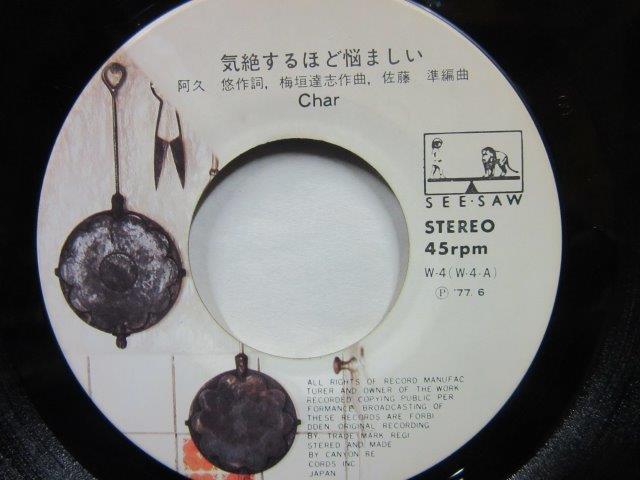 気絶するほど悩ましい
阿久 悠作詞, 梅垣達志作曲, 佐藤 準編曲
Char
SEE・SAW
STEREO
45rpm
W-4(W-4-A)
Ⓟ '77. 6
ALL RIGHTS OF RECORD MANUFAC
TURER AND OWNER OF THE WORK
RECORDED COPYING PUBLIC PER
FORMANCE BROADCASTING OF
THESE RECORDS ARE FORBI
DDEN ORIGINAL RECORDING
BY TRADE MARK REGI
STERED AND MADE
BY CANYON RE
CORDS INC
JAPAN